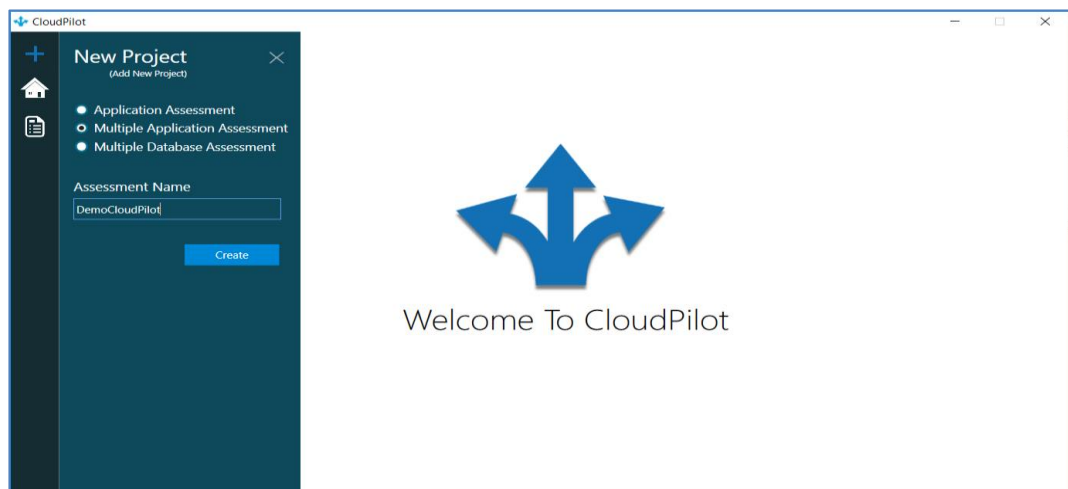 CloudPilot
New Project
(Add New Project)
Application Assessment
Multiple Application Assessment
Multiple Database Assessment
Assessment Name
DemoCloudPilot
Create
Welcome To CloudPilot